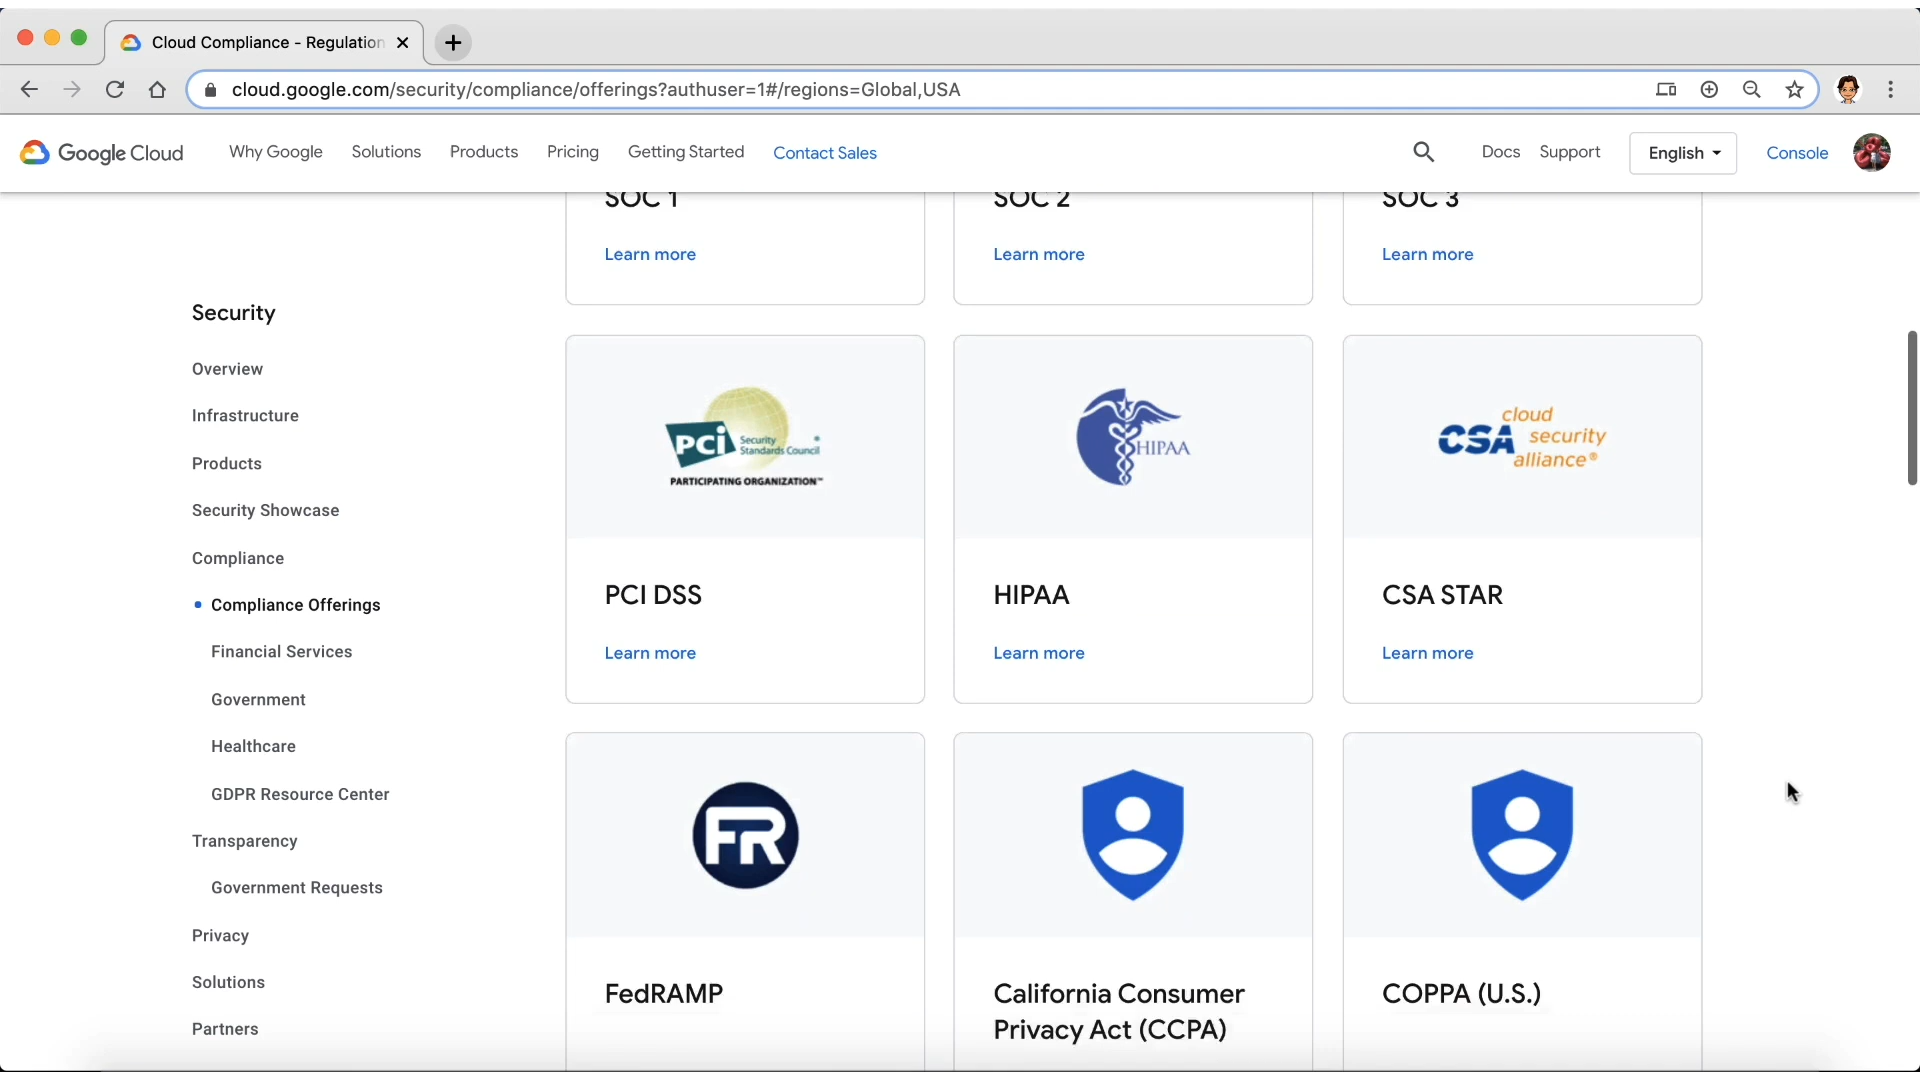 Cloud Compliance - Regulation
cloud.google.com/security/compliance/offerings?authuser=1#/regions=Global,USA
Google Cloud
Why Google
Solutions
Products
Pricing
Getting Started
Contact Sales
Docs
Support
English
Console
SOC 1
SOC 2
SOC 3
Learn more
Learn more
Learn more
Security
Overview
Infrastructure
Products
Security Showcase
Compliance
Compliance Offerings
Financial Services
Government
Healthcare
GDPR Resource Center
Transparency
Government Requests
Privacy
Solutions
Partners
PCI Security
Standards Council
PARTICIPATING ORGANIZATION™
HIPAA
cloud
CSA security
alliance®
PCI DSS
HIPAA
CSA STAR
Learn more
Learn more
Learn more
FR
FedRAMP
California Consumer
Privacy Act (CCPA)
COPPA (U.S.)